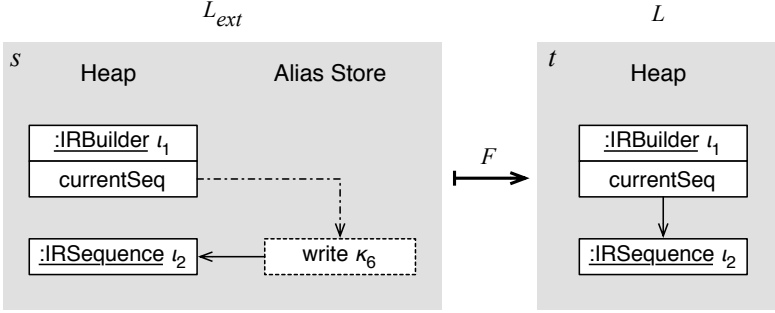 L_ext
L
s
Heap
Alias Store
t
Heap
:IRBuilder ι₁
currentSeq
:IRSequence ι₂
write κ₆
F
:IRBuilder ι₁
currentSeq
:IRSequence ι₂